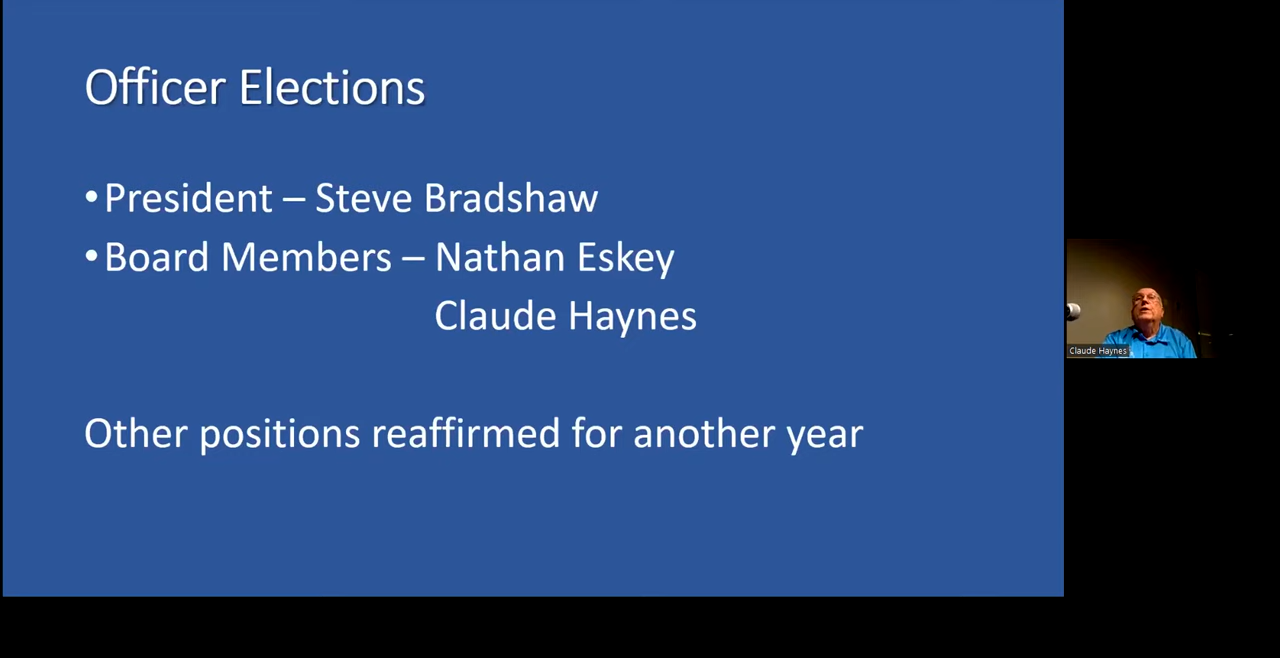 Officer Elections
•President – Steve Bradshaw
•Board Members – Nathan Eskey
Claude Haynes
Other positions reaffirmed for another year
Claude Haynes